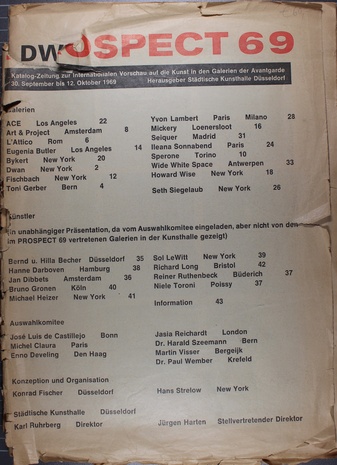 DW OSPECT 69
Katalog-Zeitung zur Internationalen Vorschau auf die Kunst in den Galerien der Avantgarde
30. September bis 12. Oktober 1969 Herausgeber Städtische Kunsthalle Düsseldorf
Galerien
ACE Los Angeles 22
Art & Project Amsterdam 8
L'Attico Rom 6
Eugenia Butler Los Angeles 14
Bykert New York 20
Dwan New York 2
Fischbach New York 12
Toni Gerber Bern 4
Yvon Lambert Paris Milano 28
Mickery Loenersloot 16
Seiquer Madrid 31
Ileana Sonnabend Paris 24
Sperone Torino 10
Wide White Space Antwerpen 33
Howard Wise New York 18
Seth Siegelaub New York 26
Künstler
(in unabhängiger Präsentation, da vom Auswahlkomitee eingeladen, aber nicht von den
im PROSPECT 69 vertretenen Galerien in der Kunsthalle gezeigt)
Bernd u. Hilla Becher Düsseldorf 35
Hanne Darboven Hamburg 38
Jan Dibbets Amsterdam 36
Bruno Gronen Köln 40
Michael Heizer New York 41
Sol LeWitt New York 39
Richard Long Bristol 42
Reiner Ruthenbeck Büderich 37
Niele Toroni Poissy 37
Information 43
Auswahlkomitee
José Luis de Castillejo Bonn
Michel Claura Paris
Enno Develing Den Haag
Jasia Reichardt London
Dr. Harald Szeemann Bern
Martin Visser Bergeijk
Dr. Paul Wember Krefeld
Konzeption und Organisation
Konrad Fischer Düsseldorf
Hans Strelow New York
Städtische Kunsthalle Düsseldorf
Karl Ruhrberg Direktor
Jürgen Harten Stellvertretender Direktor